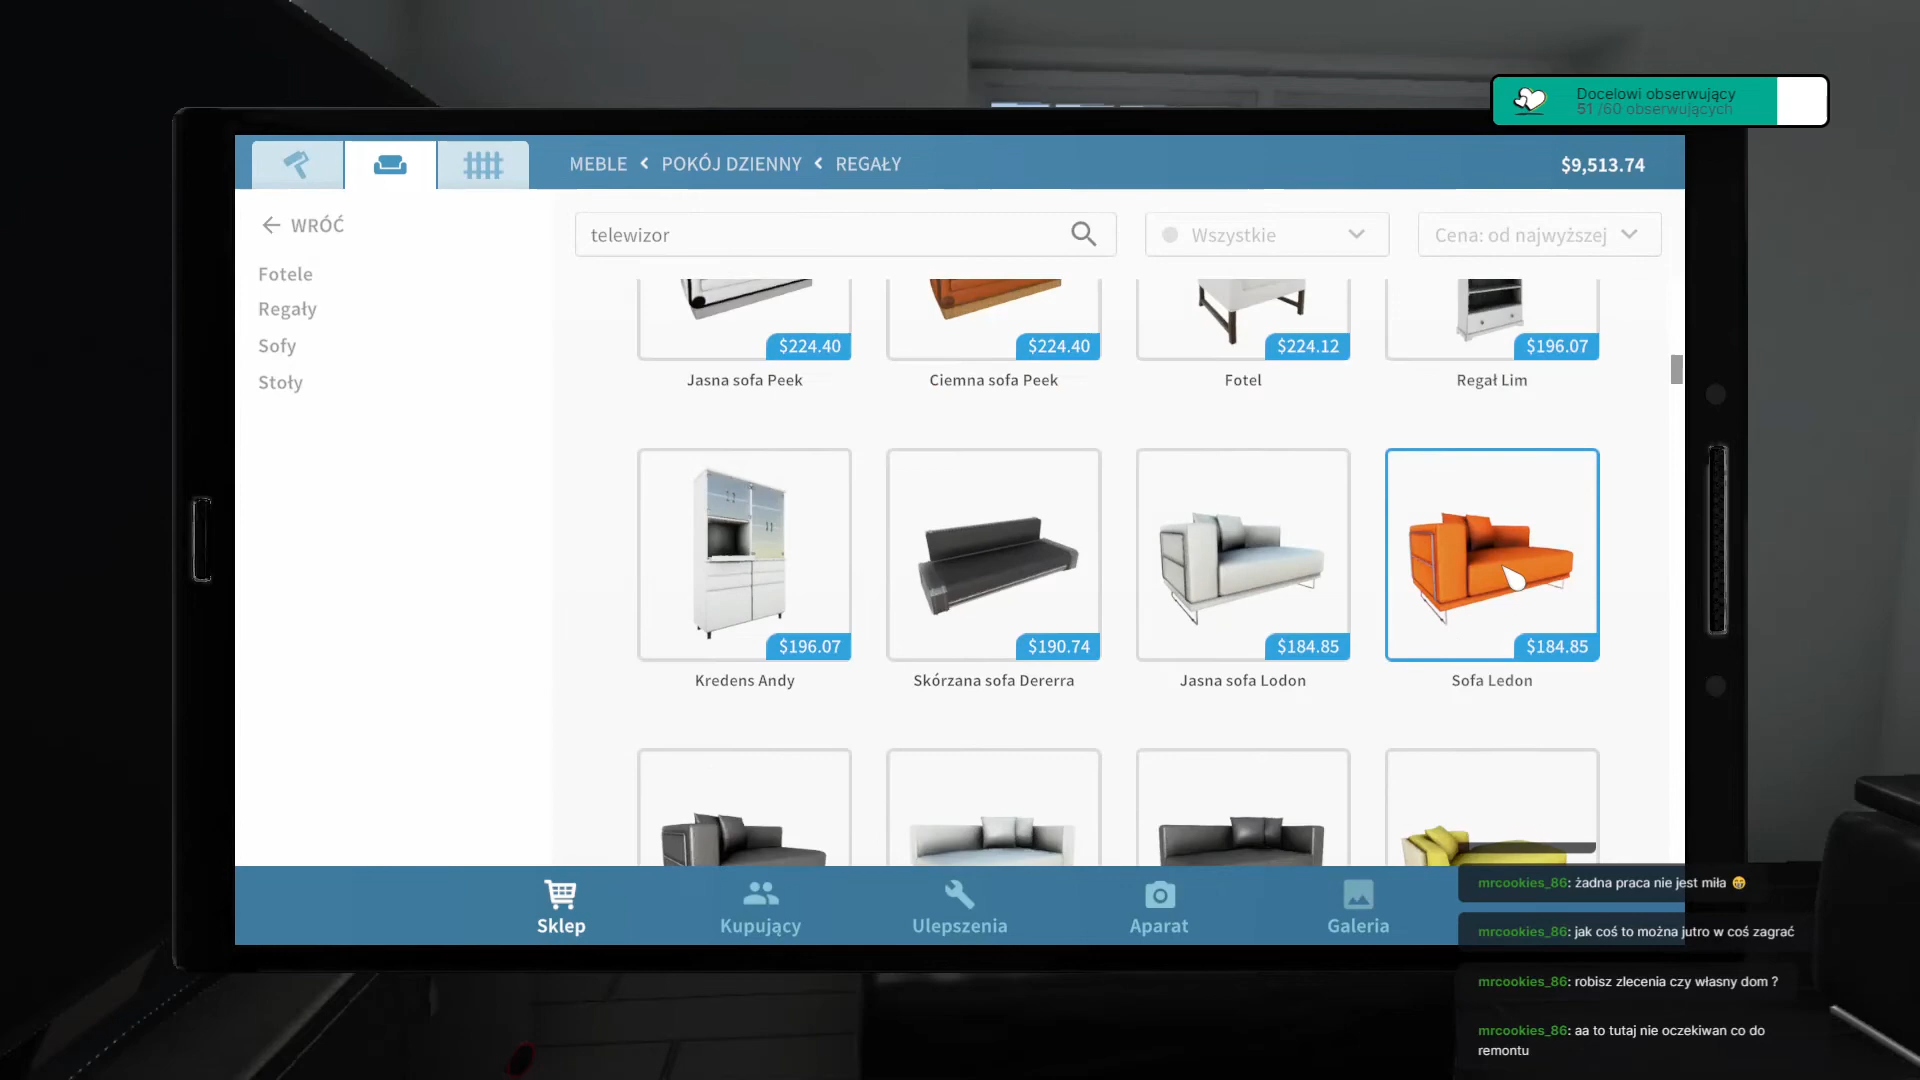 Docelowi obserwujący
51 /60 obserwujących
MEBLE < POKÓJ DZIENNY < REGAŁY
$9,513.74
WRÓĆ
telewizor
Wszystkie
Cena: od najwyższej
Fotele
Regały
Sofy
Stoły
$224.40
$224.40
$224.12
$196.07
Jasna sofa Peek
Ciemna sofa Peek
Fotel
Regał Lim
$196.07
$190.74
$184.85
$184.85
Kredens Andy
Skórzana sofa Dererra
Jasna sofa Lodon
Sofa Ledon
Sklep
Kupujący
Ulepszenia
Aparat
Galeria
mrcookies_86: żadna praca nie jest miła 😁
mrcookies_86: jak coś to można jutro w coś zagrać
mrcookies_86: robisz zlecenia czy własny dom ?
mrcookies_86: aa to tutaj nie oczekiwan co do
remontu